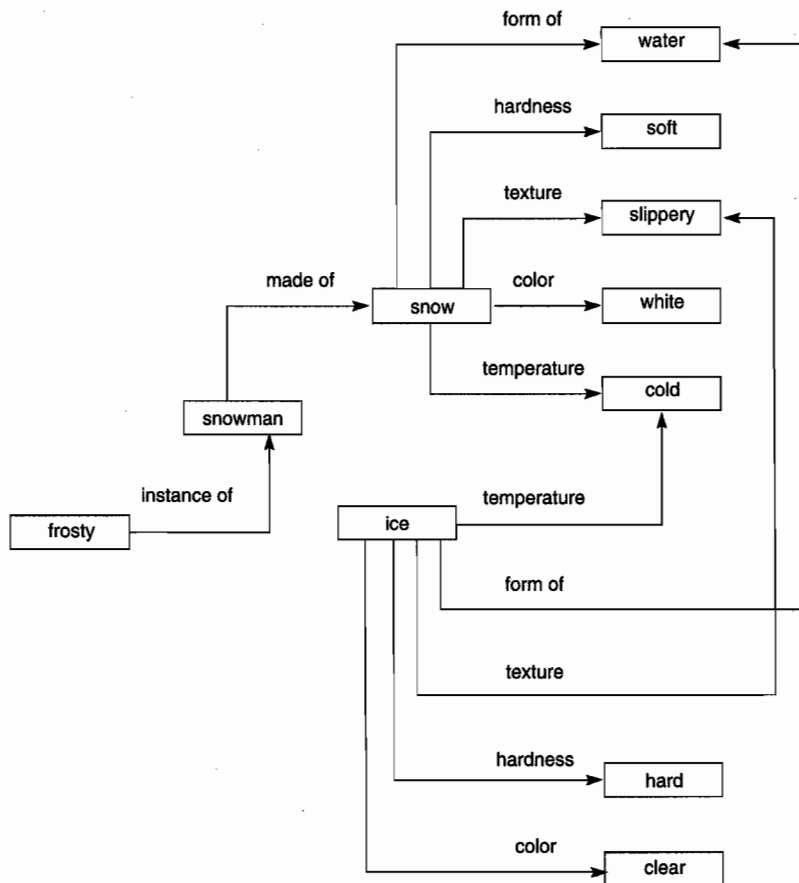 form of
water
hardness
soft
texture
slippery
made of
color
snow
white
temperature
cold
snowman
instance of
temperature
frosty
ice
form of
texture
hardness
hard
color
clear